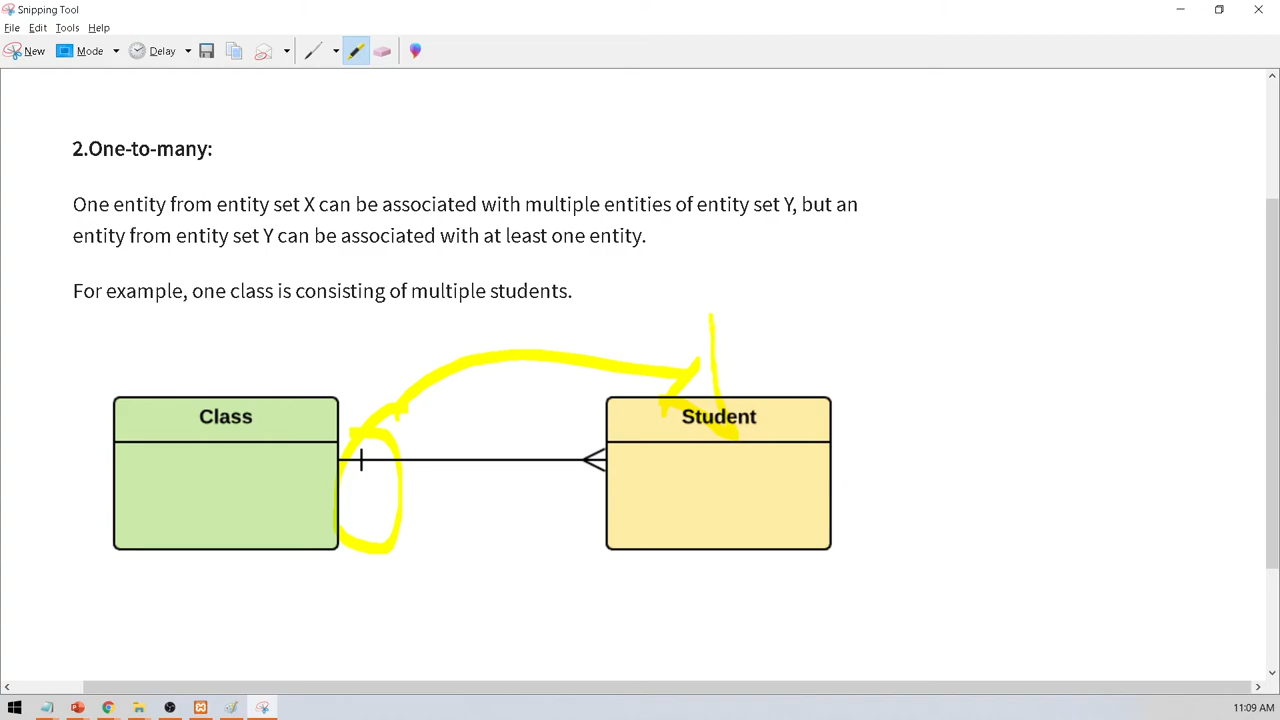 Snipping Tool
File Edit Tools Help
New Mode Delay
2.One-to-many:
One entity from entity set X can be associated with multiple entities of entity set Y, but an
entity from entity set Y can be associated with at least one entity.
For example, one class is consisting of multiple students.
Class Student
11:09 AM